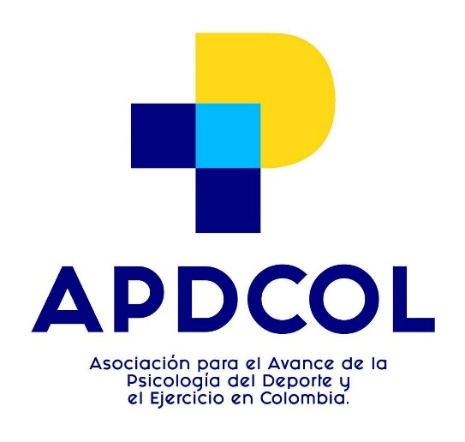 APDCOL
Asociación para el Avance de la
Psicología del Deporte y
el Ejercicio en Colombia.